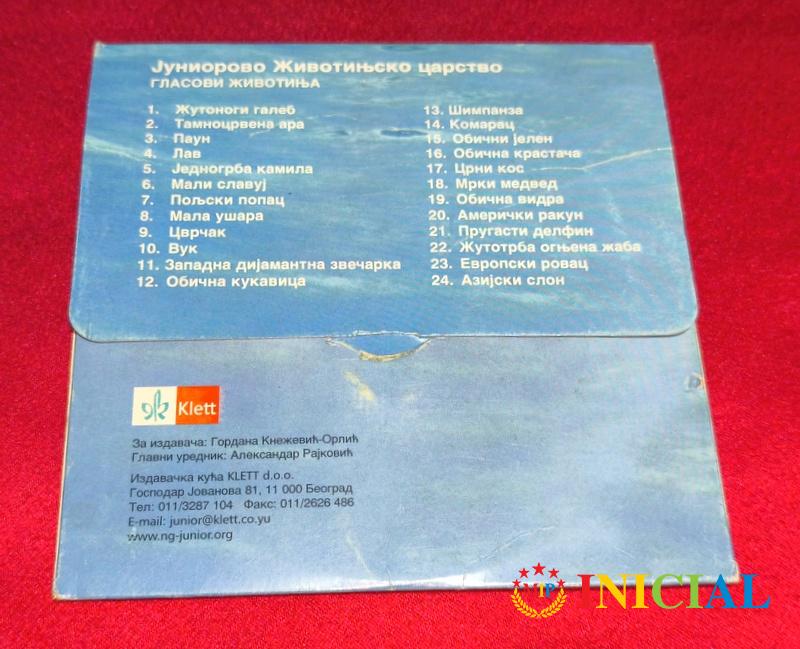 Јуниорово Животињско царство
ГЛАСОВИ ЖИВОТИЊА
1. Жутоноги галеб
2. Тамноцрвена ара
3. Паун
4. Лав
5. Једногрба камила
6. Мали славуј
7. Пољски попац
8. Мала ушара
9. Цврчак
10. Вук
11. Западна дијамантна звечарка
12. Обична кукавица
13. Шимпанза
14. Комарац
15. Обични јелен
16. Обична крастача
17. Црни кос
18. Мрки медвед
19. Обична видра
20. Амерички ракун
21. Пругасти делфин
22. Жутотрба огњена жаба
23. Европски ровац
24. Азијски слон
Klett
За издавача: Гордана Кнежевић-Орлић
Главни уредник: Александар Рајковић
Издавачка кућа KLETT d.o.o.
Господар Јованова 81, 11 000 Београд
Тел: 011/3287 104 Факс: 011/2626 486
E-mail: junior@klett.co.yu
www.ng-junior.org
VIP INICIAL